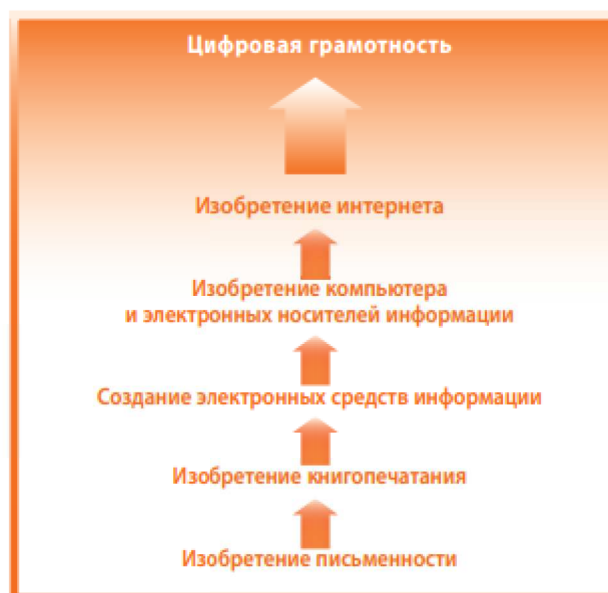 Цифровая грамотность
Изобретение интернета
Изобретение компьютера
и электронных носителей информации
Создание электронных средств информации
Изобретение книгопечатания
Изобретение письменности